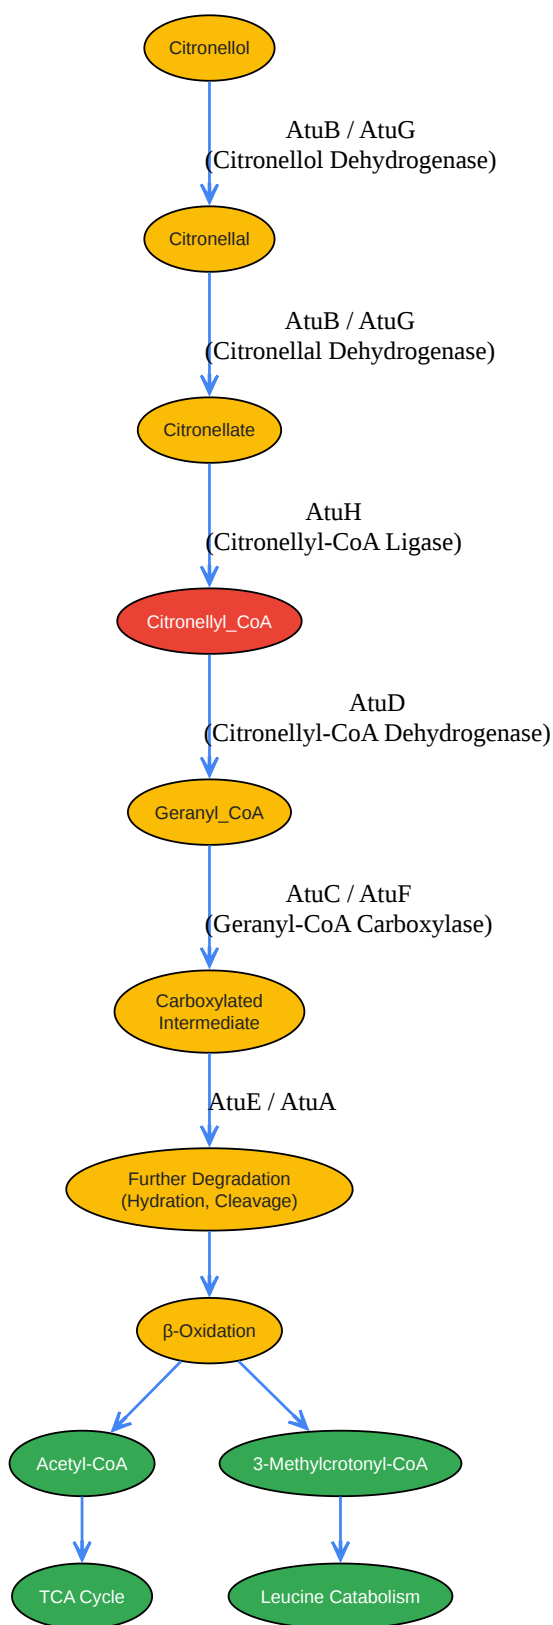 Citronellol
AtuB / AtuG
(Citronellol Dehydrogenase)
Citronellal
AtuB / AtuG
(Citronellal Dehydrogenase)
Citronellate
AtuH
(Citronellyl-CoA Ligase)
Citronellyl_CoA
AtuD
(Citronellyl-CoA Dehydrogenase)
Geranyl_CoA
AtuC / AtuF
(Geranyl-CoA Carboxylase)
Carboxylated
Intermediate
AtuE / AtuA
Further Degradation
(Hydration, Cleavage)
β-Oxidation
Acetyl-CoA
3-Methylcrotonyl-CoA
TCA Cycle
Leucine Catabolism